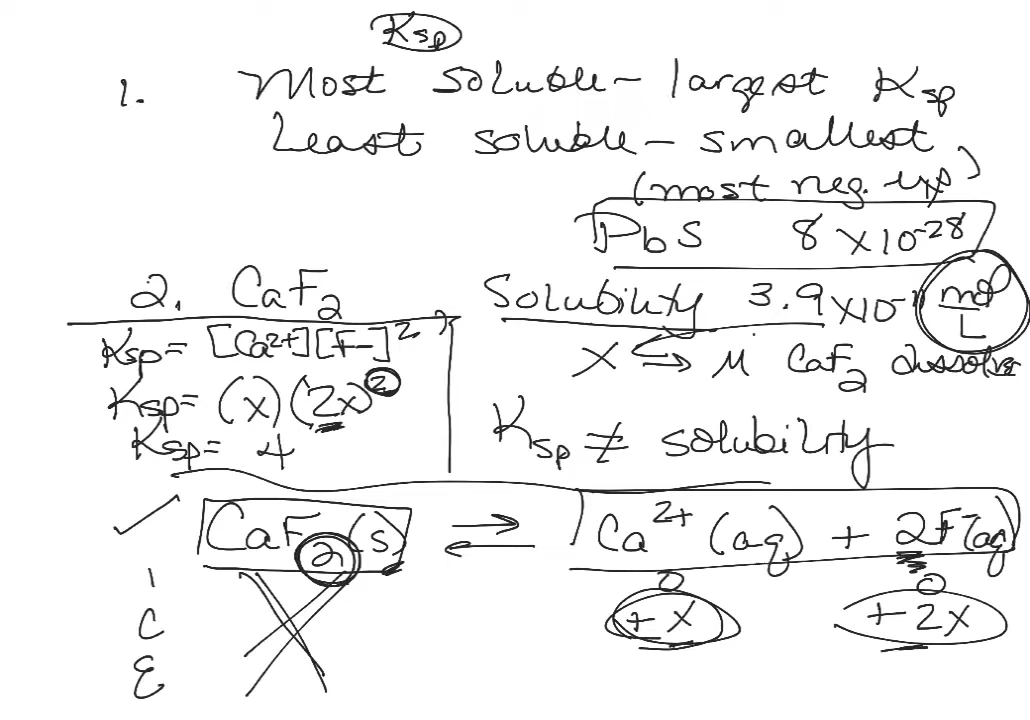 Ksp
1. Most soluble – largest Ksp
Least soluble – smallest
(most neg. exp)
PbS 8 × 10⁻²⁸
2. CaF₂
Solubility 3.9 × 10⁻ mol/L
Ksp = [Ca²⁺][F⁻]²
x → M CaF₂ dissolve
Ksp = (x)(2x)²
Ksp = 4
Ksp ≠ solubility
✓ CaF₂(s) ⇌ Ca²⁺(aq) + 2F⁻(aq)
I 0 0
C + x + 2x
E